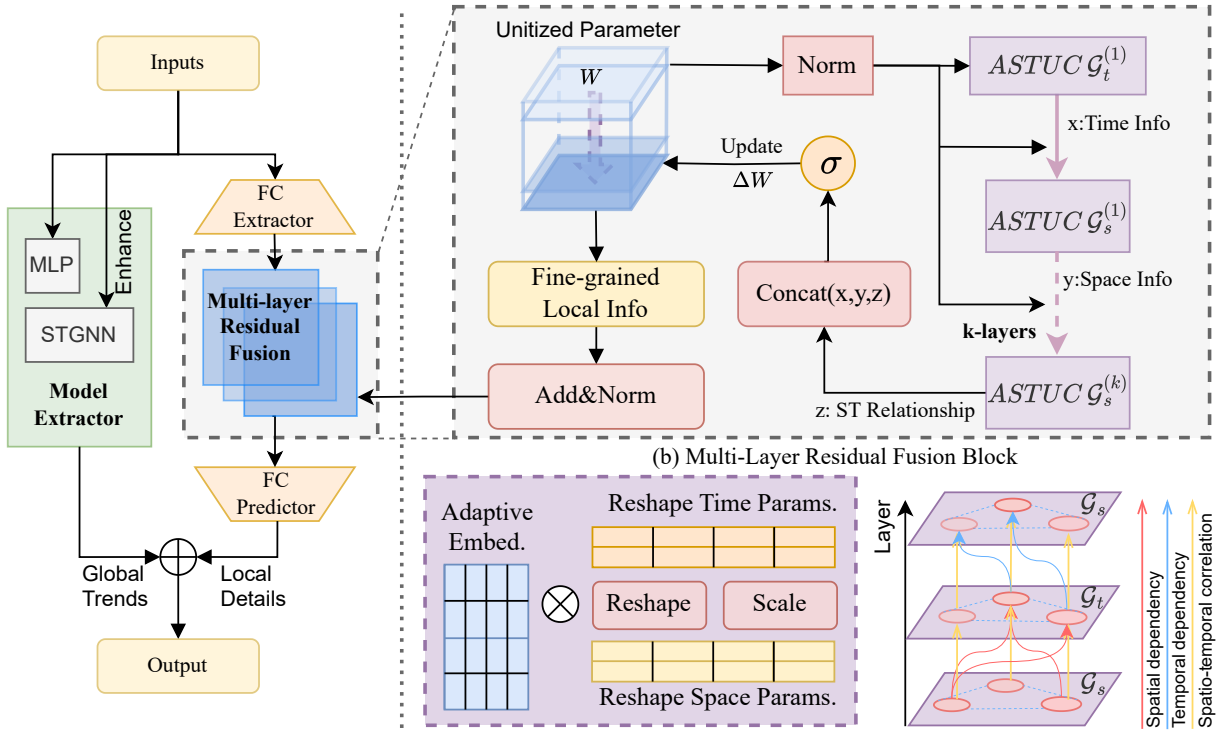 Inputs
FC
Extractor
MLP
Enhance
STGNN
Model
Extractor
Multi-layer
Residual
Fusion
FC
Predictor
Global
Trends
Local
Details
Output
Unitized Parameter
W
Norm
ASTUC 𝒢_t^{(1)}
x:Time Info
Update
ΔW
σ
ASTUC 𝒢_s^{(1)}
y:Space Info
Fine-grained
Local Info
Concat(x,y,z)
k-layers
Add&Norm
z: ST Relationship
ASTUC 𝒢_s^{(k)}
(b) Multi-Layer Residual Fusion Block
Adaptive
Embed.
Reshape Time Params.
Reshape
Scale
Reshape Space Params.
Layer
𝒢_s
𝒢_t
𝒢_s
Spatial dependency
Temporal dependency
Spatio-temporal correlation